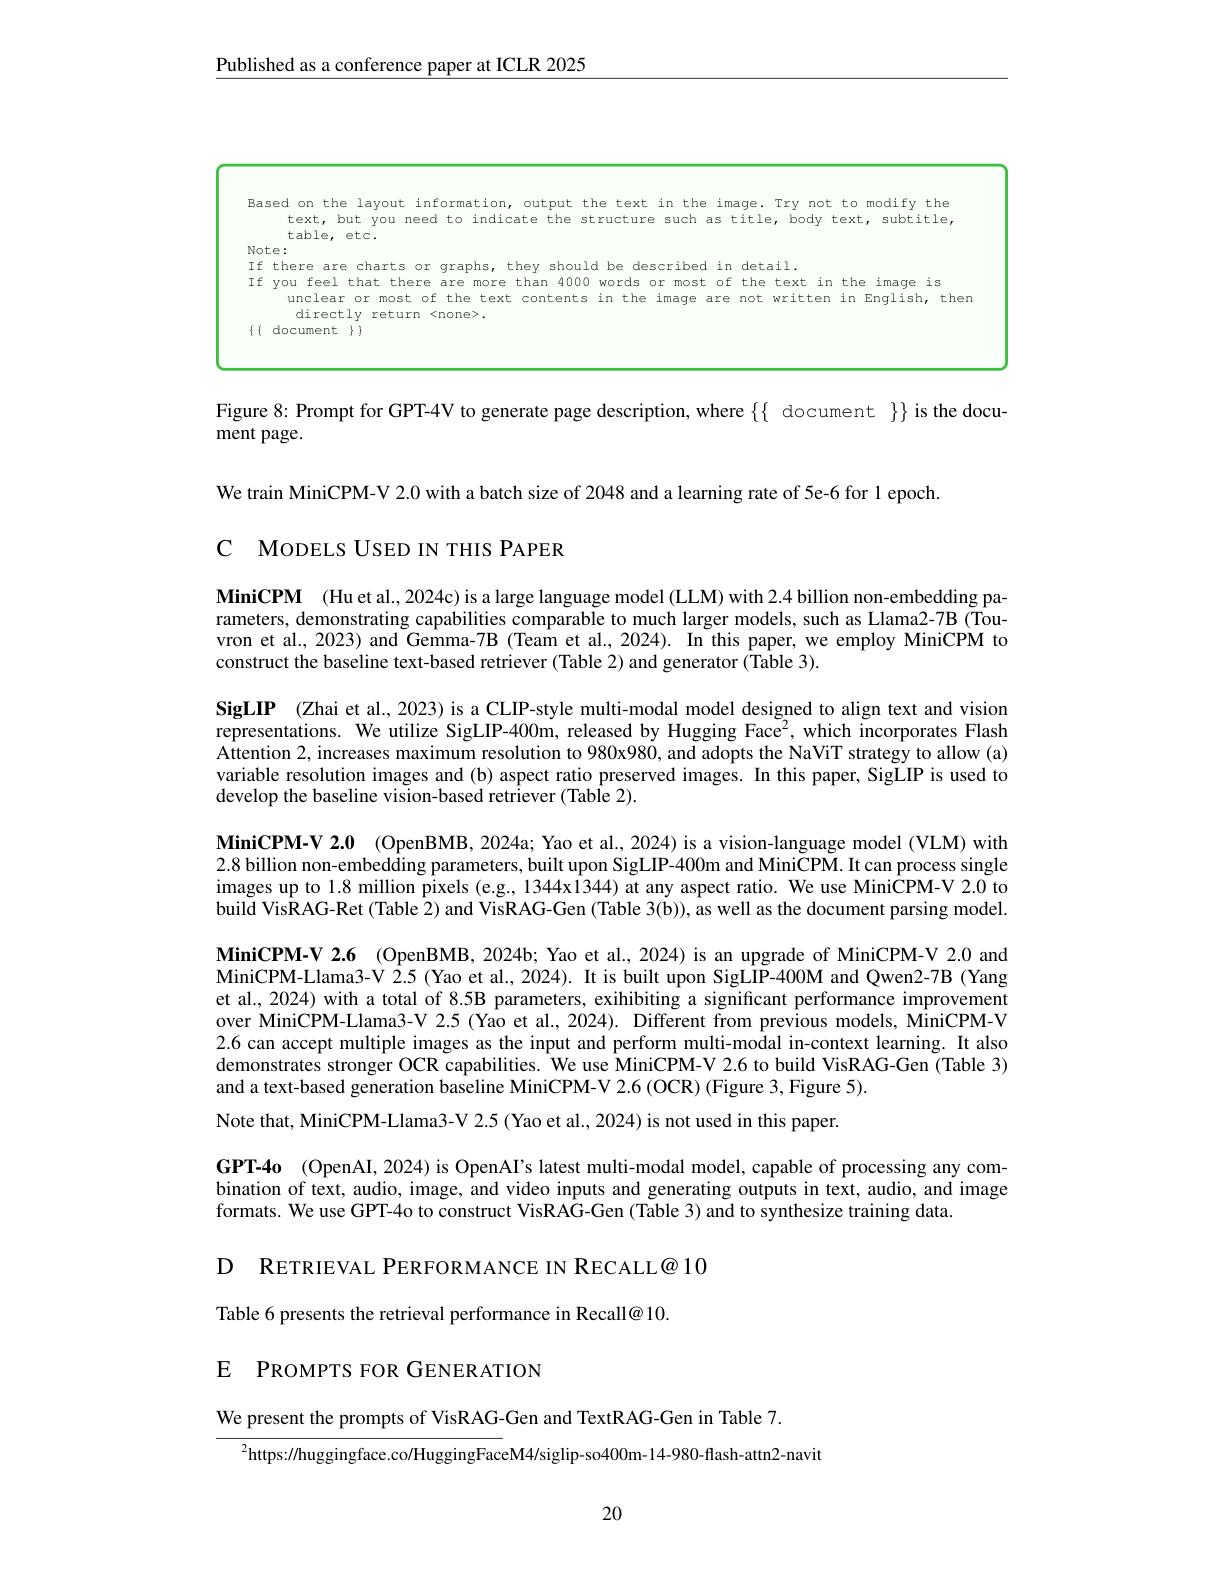 Published as a conference paper at ICLR 2025
Based on the layout information, output the text in the image. Try not to modify the
text, but you need to indicate the structure such as title, body text, subtitle,
table, etc.
Note:
If there are charts or graphs, they should be described in detail.
If you feel that there are more than 4000 words or most of the text in the image is
unclear or most of the text contents in the image are not written in English, then
directly return <none>.
{{ document }}
Figure 8: Prompt for GPT-4V to generate page description, where {{ document }} is the docu-
ment page.
We train MiniCPM-V 2.0 with a batch size of 2048 and a learning rate of 5e-6 for 1 epoch.
C MODELS USED IN THIS PAPER
MiniCPM (Hu et al., 2024c) is a large language model (LLM) with 2.4 billion non-embedding pa-
rameters, demonstrating capabilities comparable to much larger models, such as Llama2-7B (Tou-
vron et al., 2023) and Gemma-7B (Team et al., 2024). In this paper, we employ MiniCPM to
construct the baseline text-based retriever (Table 2) and generator (Table 3).
SigLIP (Zhai et al., 2023) is a CLIP-style multi-modal model designed to align text and vision
representations. We utilize SigLIP-400m, released by Hugging Face2, which incorporates Flash
Attention 2, increases maximum resolution to 980x980, and adopts the NaViT strategy to allow (a)
variable resolution images and (b) aspect ratio preserved images. In this paper, SigLIP is used to
develop the baseline vision-based retriever (Table 2).
MiniCPM-V 2.0 (OpenBMB, 2024a; Yao et al., 2024) is a vision-language model (VLM) with
2.8 billion non-embedding parameters, built upon SigLIP-400m and MiniCPM. It can process single
images up to 1.8 million pixels (e.g., 1344x1344) at any aspect ratio. We use MiniCPM-V 2.0 to
build VisRAG-Ret (Table 2) and VisRAG-Gen (Table 3(b)), as well as the document parsing model.
MiniCPM-V 2.6 (OpenBMB, 2024b; Yao et al., 2024) is an upgrade of MiniCPM-V 2.0 and
MiniCPM-Llama3-V 2.5 (Yao et al., 2024). It is built upon SigLIP-400M and Qwen2-7B (Yang
et al., 2024) with a total of 8.5B parameters, exihibiting a significant performance improvement
over MiniCPM-Llama3-V 2.5 (Yao et al., 2024). Different from previous models, MiniCPM-V
2.6 can accept multiple images as the input and perform multi-modal in-context learning. It also
demonstrates stronger OCR capabilities. We use MiniCPM-V 2.6 to build VisRAG-Gen (Table 3)
and a text-based generation baseline MiniCPM-V 2.6 (OCR) (Figure 3, Figure 5).
Note that, MiniCPM-Llama3-V 2.5 (Yao et al., 2024) is not used in this paper.
GPT-4o (OpenAI, 2024) is OpenAI's latest multi-modal model, capable of processing any com-
bination of text, audio, image, and video inputs and generating outputs in text, audio, and image
formats. We use GPT-4o to construct VisRAG-Gen (Table 3) and to synthesize training data.
D RETRIEVAL PERFORMANCE IN RECALL@10
Table 6 presents the retrieval performance in Recall@10.
E PROMPTS FOR GENERATION
We present the prompts of VisRAG-Gen and TextRAG-Gen in Table 7.
2https://huggingface.co/HuggingFaceM4/siglip-so400m-14-980-flash-attn2-navit
20